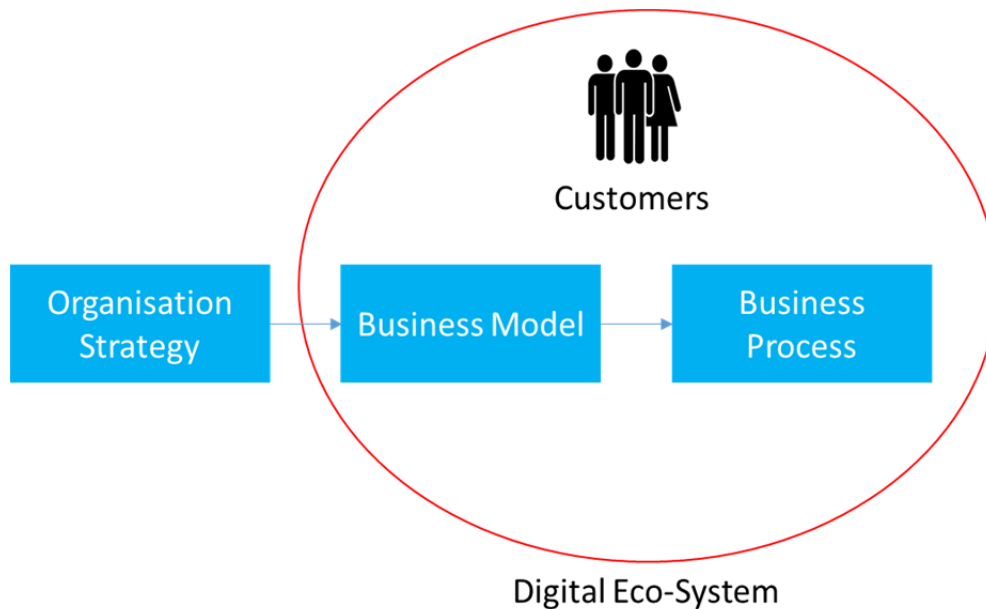 Customers
Organisation
Strategy
Business Model
Business
Process
Digital Eco-System